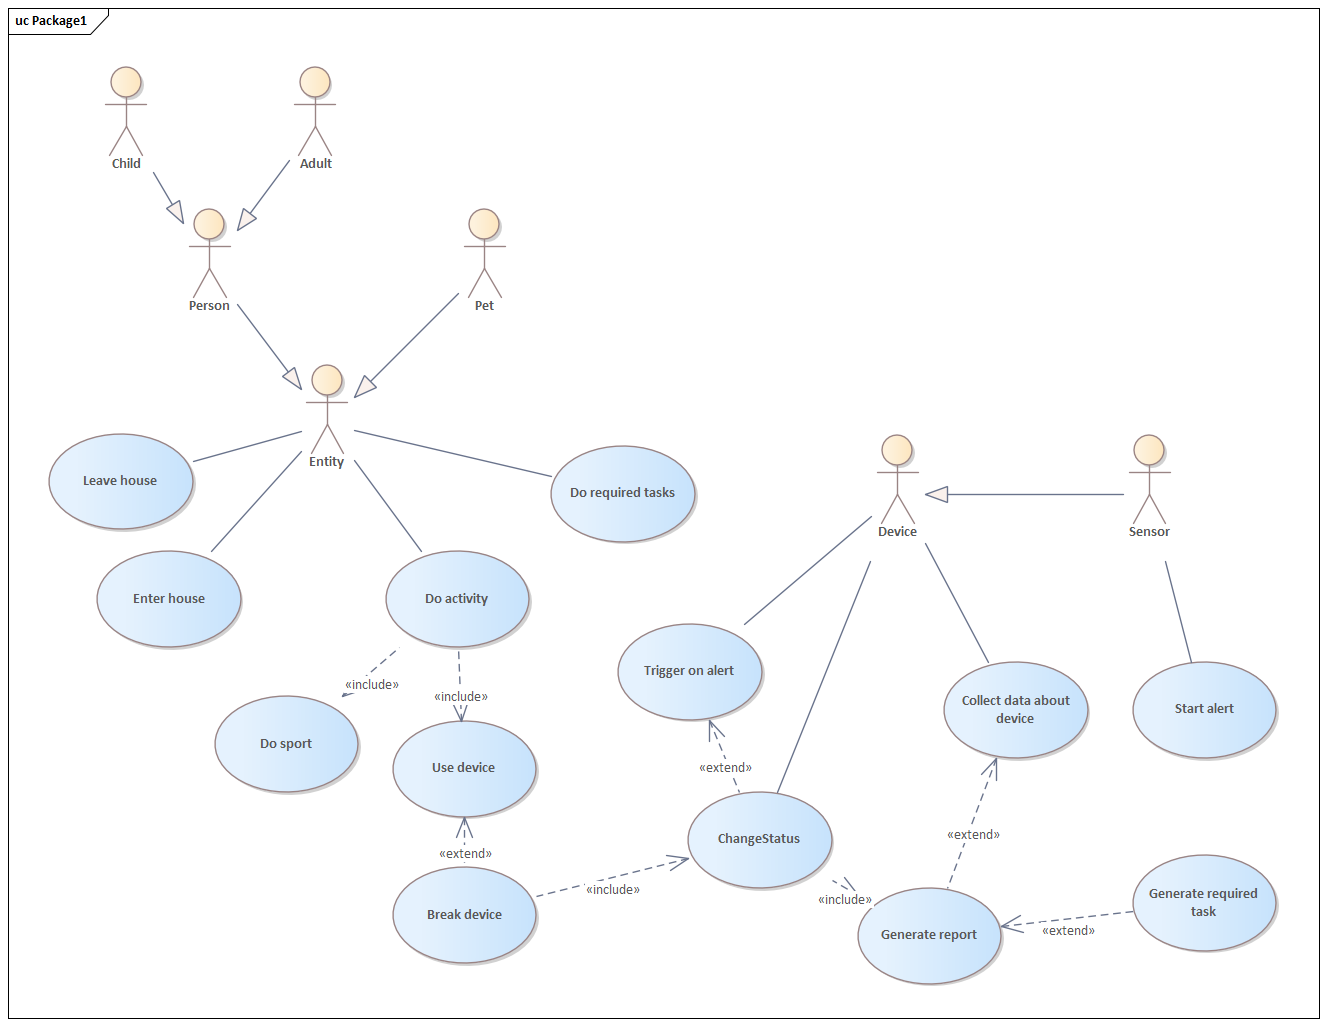 uc Package1
Child
Adult
Person
Pet
Entity
Leave house
Do required tasks
Device
Sensor
Enter house
Do activity
Trigger on alert
Collect data about
device
Start alert
«include»
«include»
Do sport
Use device
«extend»
«extend»
ChangeStatus
«extend»
«include»
Break device
«include»
Generate report
«extend»
Generate required
task